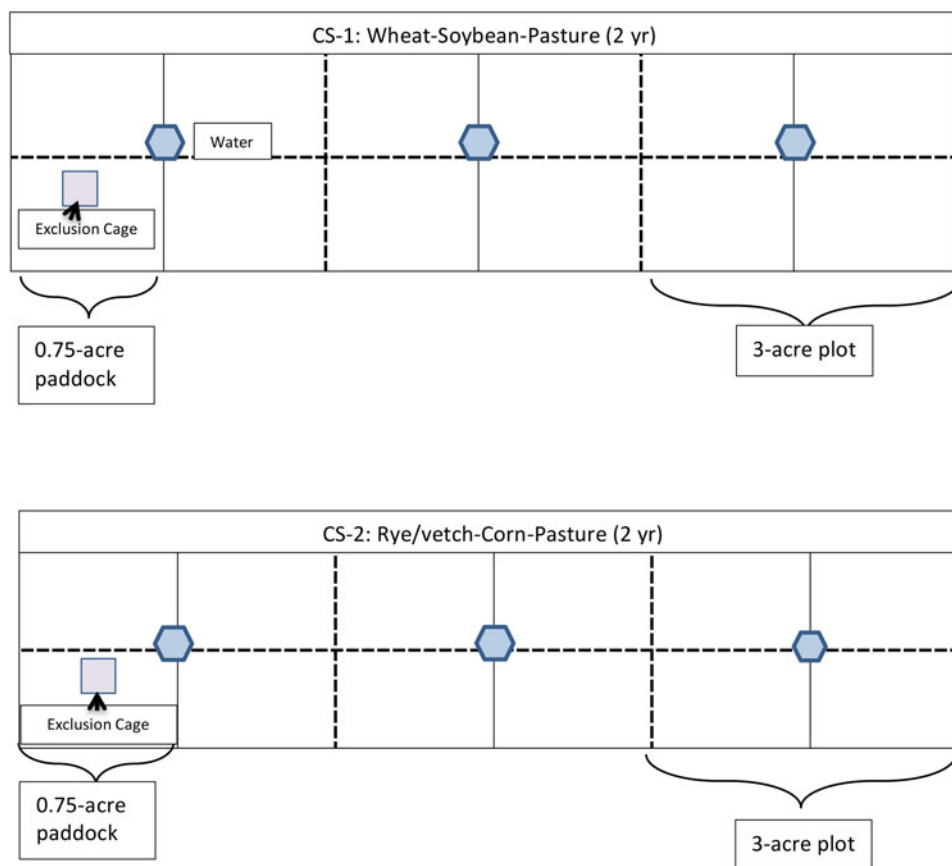 CS-1: Wheat-Soybean-Pasture (2 yr)
Water
Exclusion Cage
0.75-acre
paddock
3-acre plot
CS-2: Rye/vetch-Corn-Pasture (2 yr)
Exclusion Cage
0.75-acre
paddock
3-acre plot